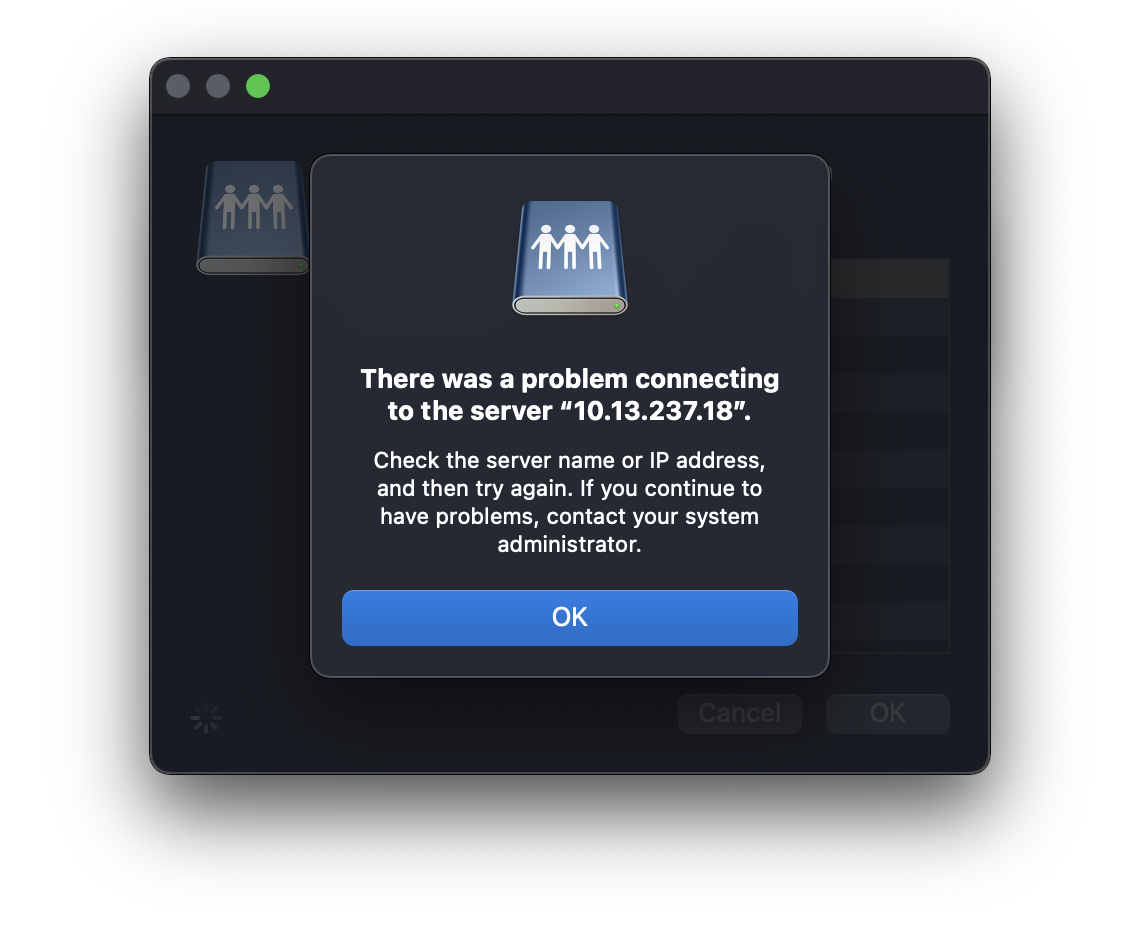 There was a problem connecting
to the server “10.13.237.18”.
Check the server name or IP address,
and then try again. If you continue to
have problems, contact your system
administrator.
OK
Cancel
OK